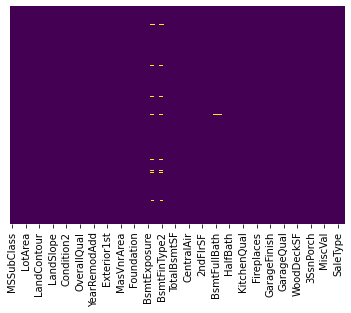 MSSubClass
LotArea
LandContour
LandSlope
Condition2
OverallQual
YearRemodAdd
Exterior1st
MasVnrArea
Foundation
BsmtExposure
BsmtFinType2
TotalBsmtSF
CentralAir
2ndFlrSF
BsmtFullBath
HalfBath
KitchenQual
Fireplaces
GarageFinish
GarageQual
WoodDeckSF
3SsnPorch
MiscVal
SaleType